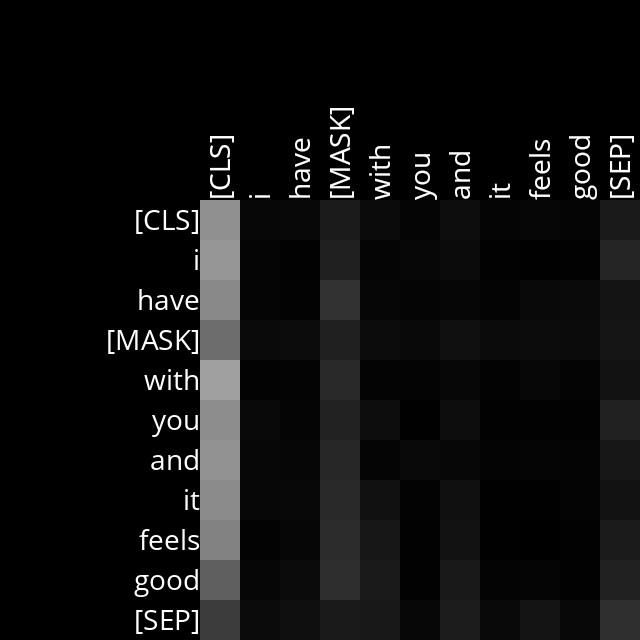 [CLS] i have [MASK] with you and it feels good [SEP]
[CLS]
i
have
[MASK]
with
you
and
it
feels
good
[SEP]